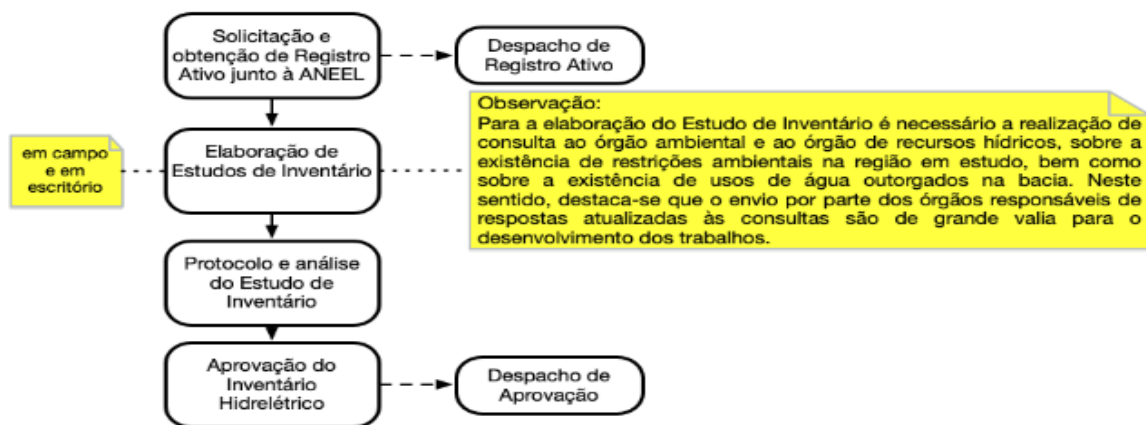 Solicitação e
obtenção de Registro
Ativo junto à ANEEL
Despacho de
Registro Ativo
Observação:
Para a elaboração do Estudo de Inventário é necessário a realização de
consulta ao órgão ambiental e ao órgão de recursos hídricos, sobre a
existência de restrições ambientais na região em estudo, bem como
sobre a existência de usos de água outorgados na bacia. Neste
sentido, destaca-se que o envio por parte dos órgãos responsáveis de
respostas atualizadas às consultas são de grande valia para o
desenvolvimento dos trabalhos.
em campo
e em
escritório
Elaboração de
Estudos de Inventário
Protocolo e análise
do Estudo de
Inventário
Aprovação do
Inventário
Hidrelétrico
Despacho de
Aprovação